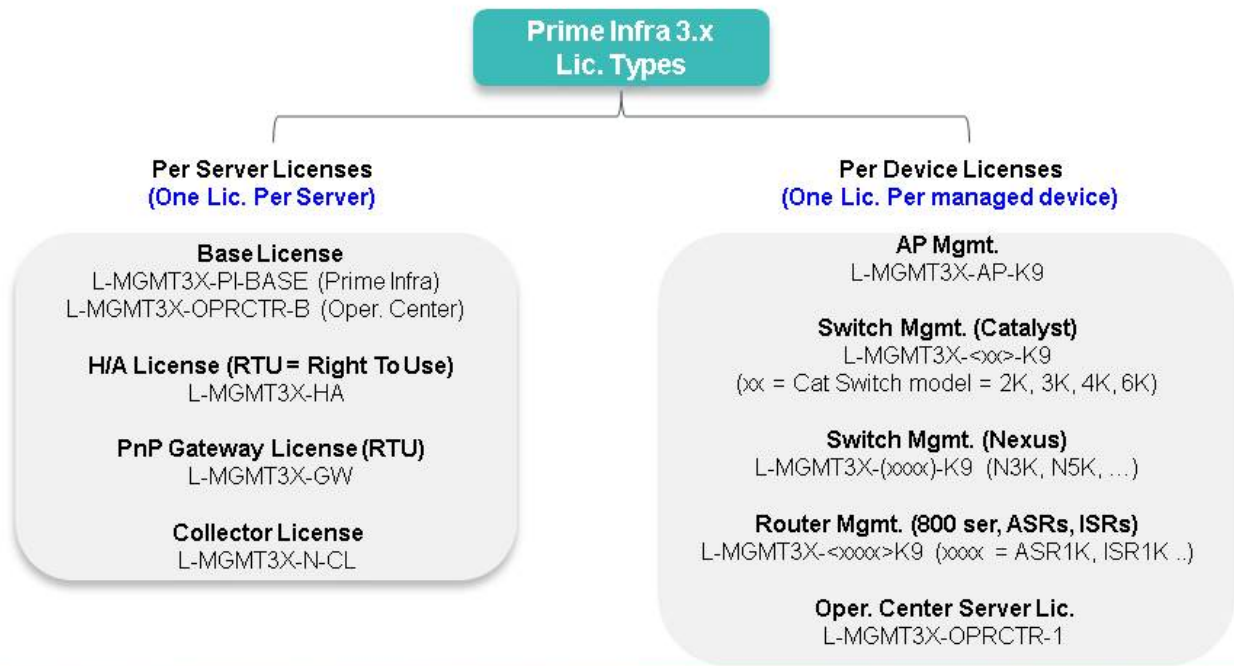 Prime Infra 3.x
Lic. Types
Per Server Licenses
(One Lic. Per Server)
Base License
L-MGMT3X-PI-BASE (Prime Infra)
L-MGMT3X-OPRCTR-B (Oper. Center)
H/A License (RTU = Right To Use)
L-MGMT3X-HA
PnP Gateway License (RTU)
L-MGMT3X-GW
Collector License
L-MGMT3X-N-CL
Per Device Licenses
(One Lic. Per managed device)
AP Mgmt.
L-MGMT3X-AP-K9
Switch Mgmt. (Catalyst)
L-MGMT3X-<xx>-K9
(xx = Cat Switch model = 2K, 3K, 4K, 6K)
Switch Mgmt. (Nexus)
L-MGMT3X-(xxxx)-K9 (N3K, N5K, …)
Router Mgmt. (800 ser, ASRs, ISRs)
L-MGMT3X-<xxxx>K9 (xxxx = ASR1K, ISR1K ..)
Oper. Center Server Lic.
L-MGMT3X-OPRCTR-1